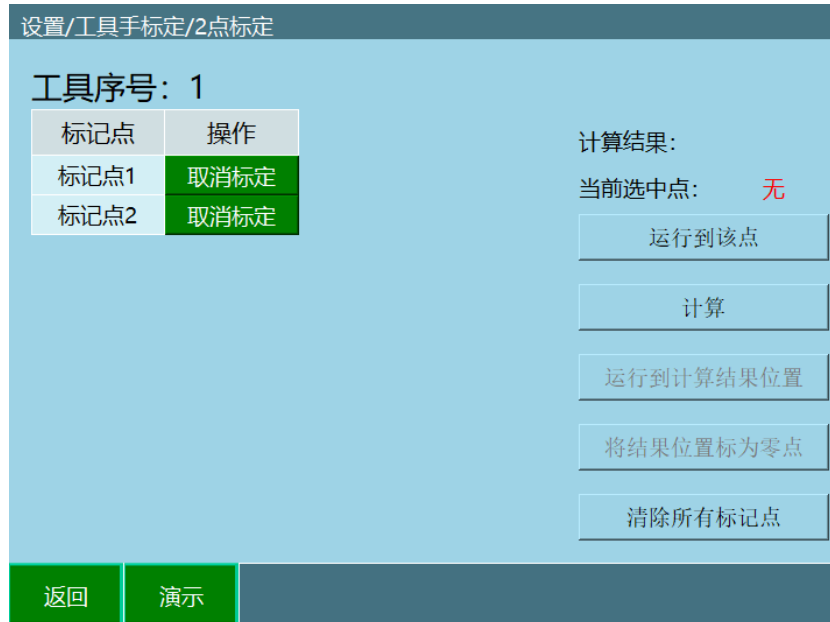 设置/工具手标定/2点标定
工具序号：1
标记点 操作
标记点1 取消标定
标记点2 取消标定
计算结果：
当前选中点： 无
运行到该点
计算
运行到计算结果位置
将结果位置标为零点
清除所有标记点
返回 演示